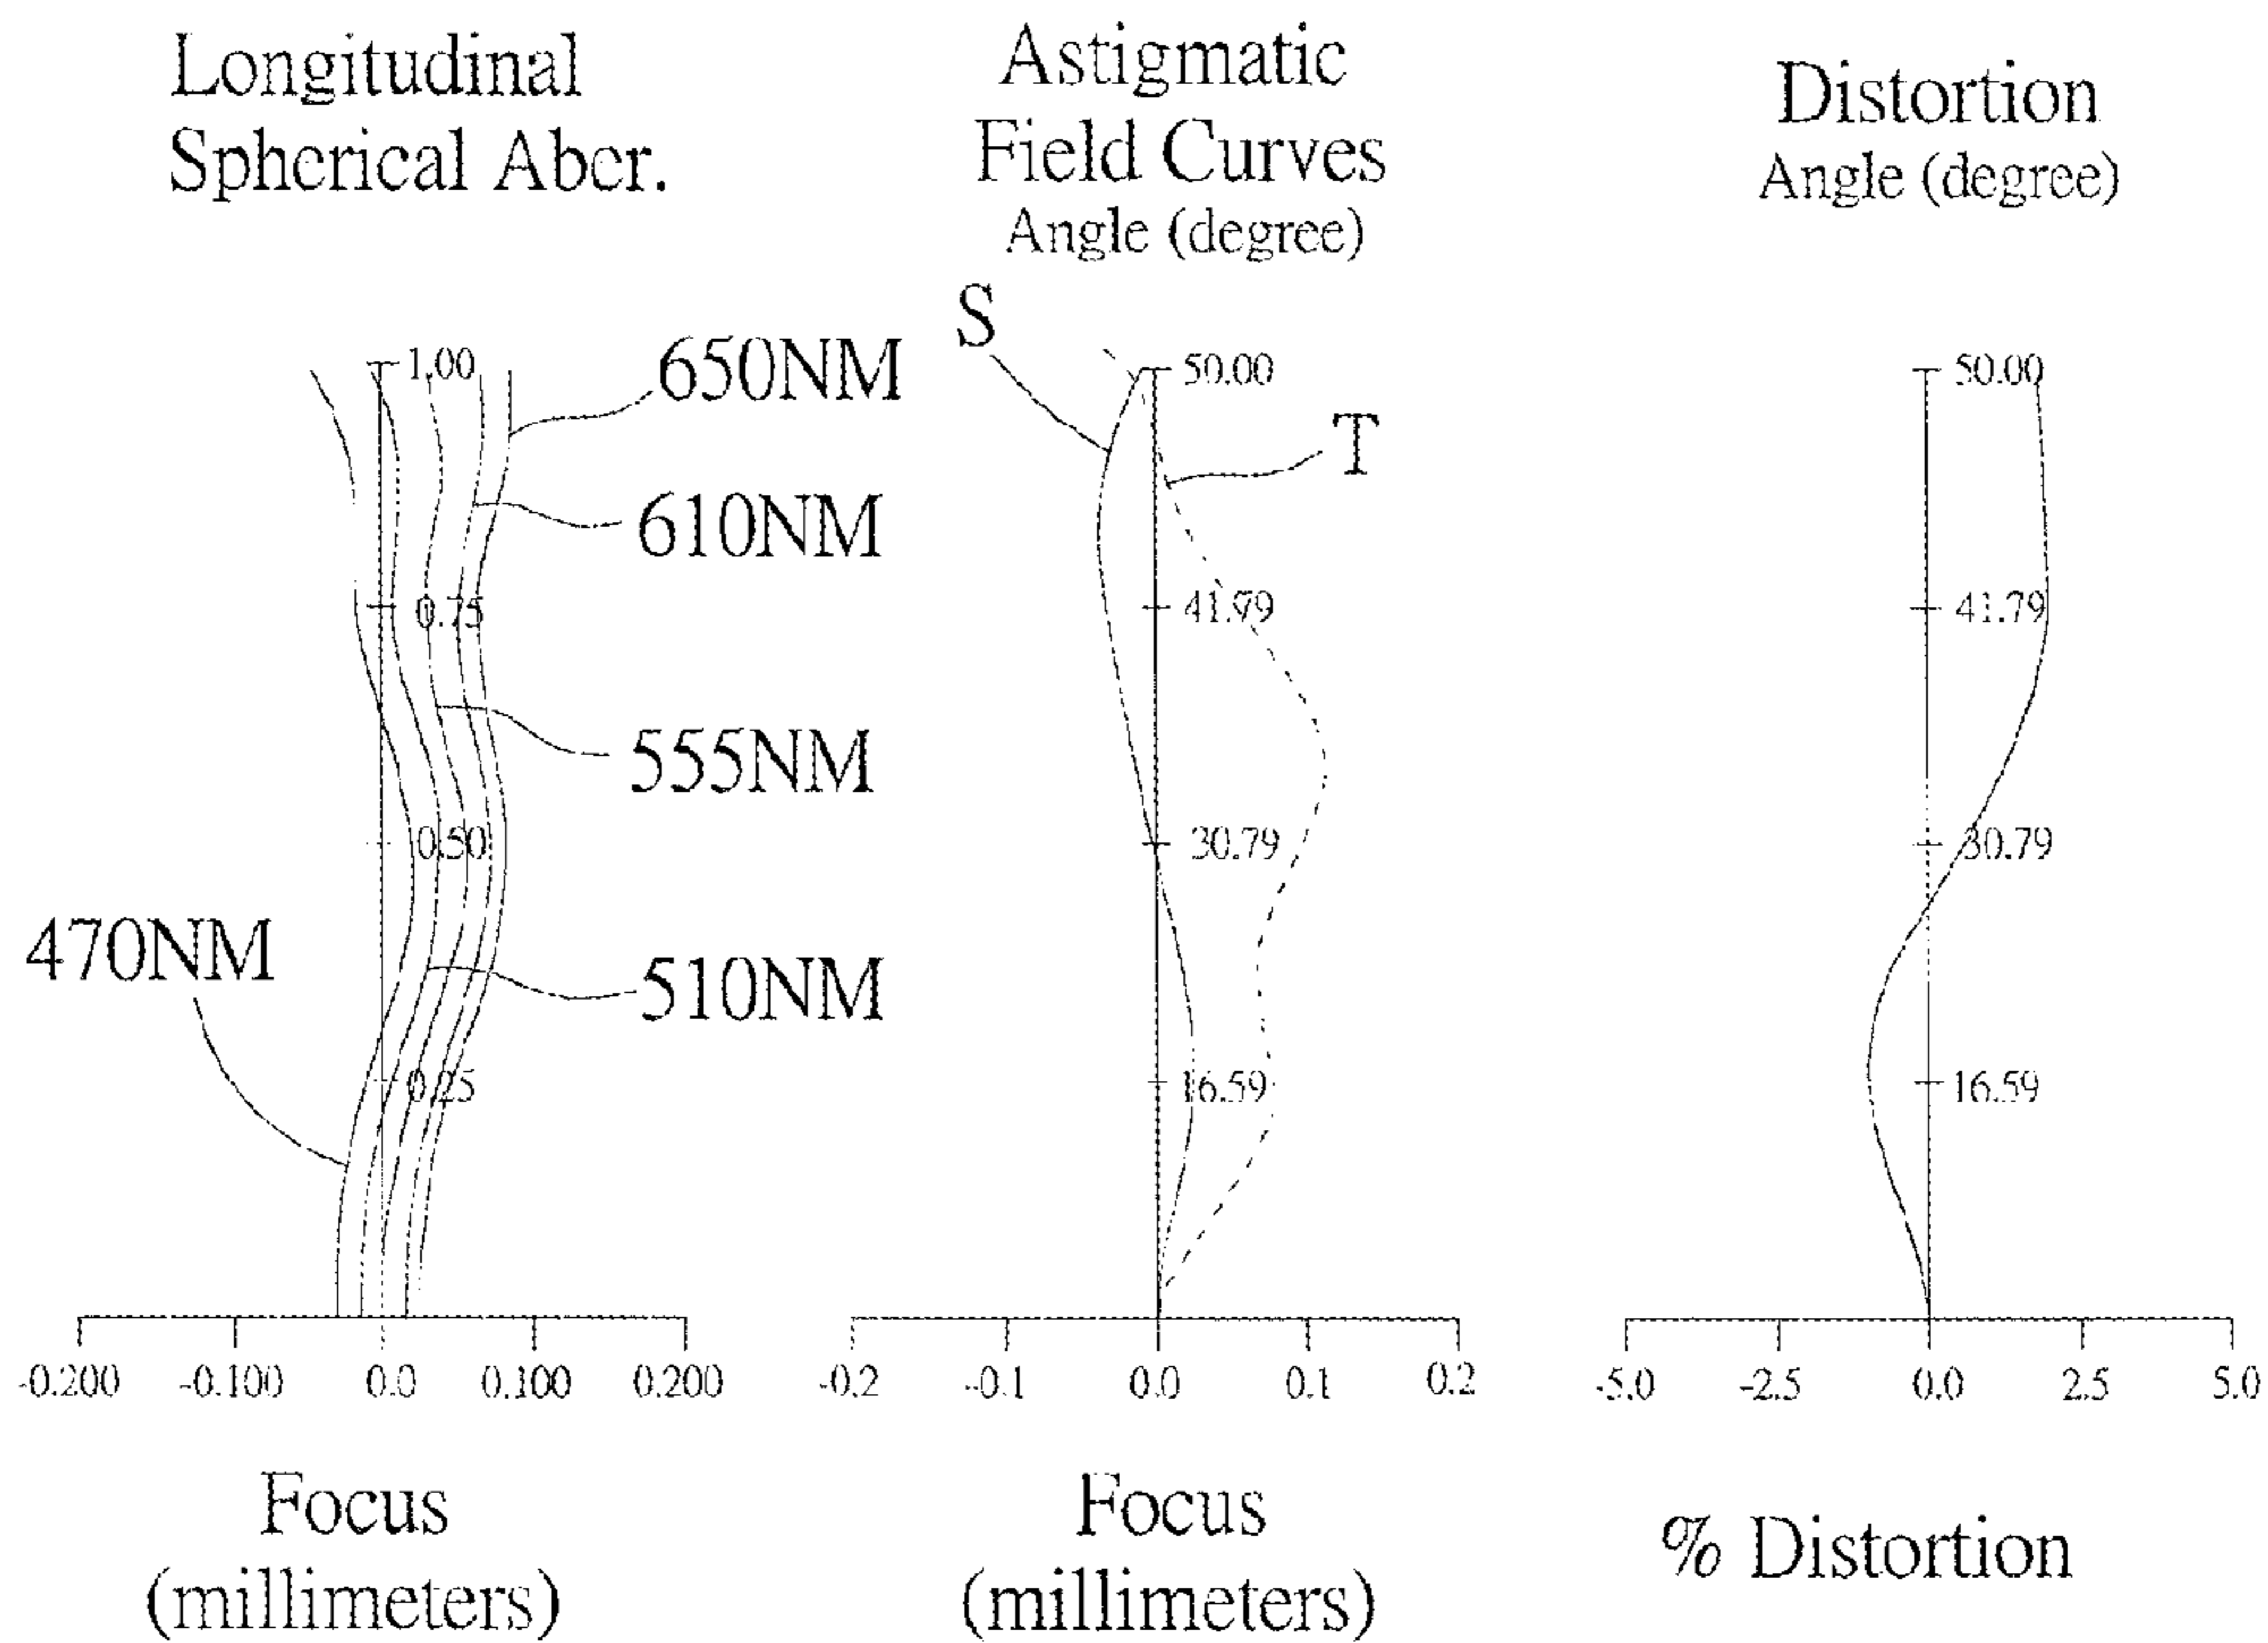 Longitudinal
Spherical Aber.
1.00
0.75
0.50
0.25
650NM
610NM
555NM
510NM
470NM
-0.200 -0.100 0.0 0.100 0.200
Focus
(millimeters)
Astigmatic
Field Curves
Angle (degree)
S
T
50.00
41.79
30.79
16.59
-0.2 -0.1 0.0 0.1 0.2
Focus
(millimeters)
Distortion
Angle (degree)
50.00
41.79
30.79
16.59
-5.0 -2.5 0.0 2.5 5.0
% Distortion